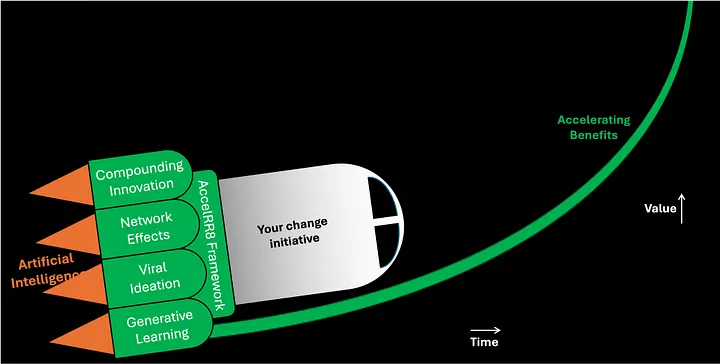 Compounding
Innovation
Network
Effects
Viral
Ideation
Generative
Learning
Artificial
Intelligence
AccelRR8 Framework
Your change
initiative
Accelerating
Benefits
Value
Time